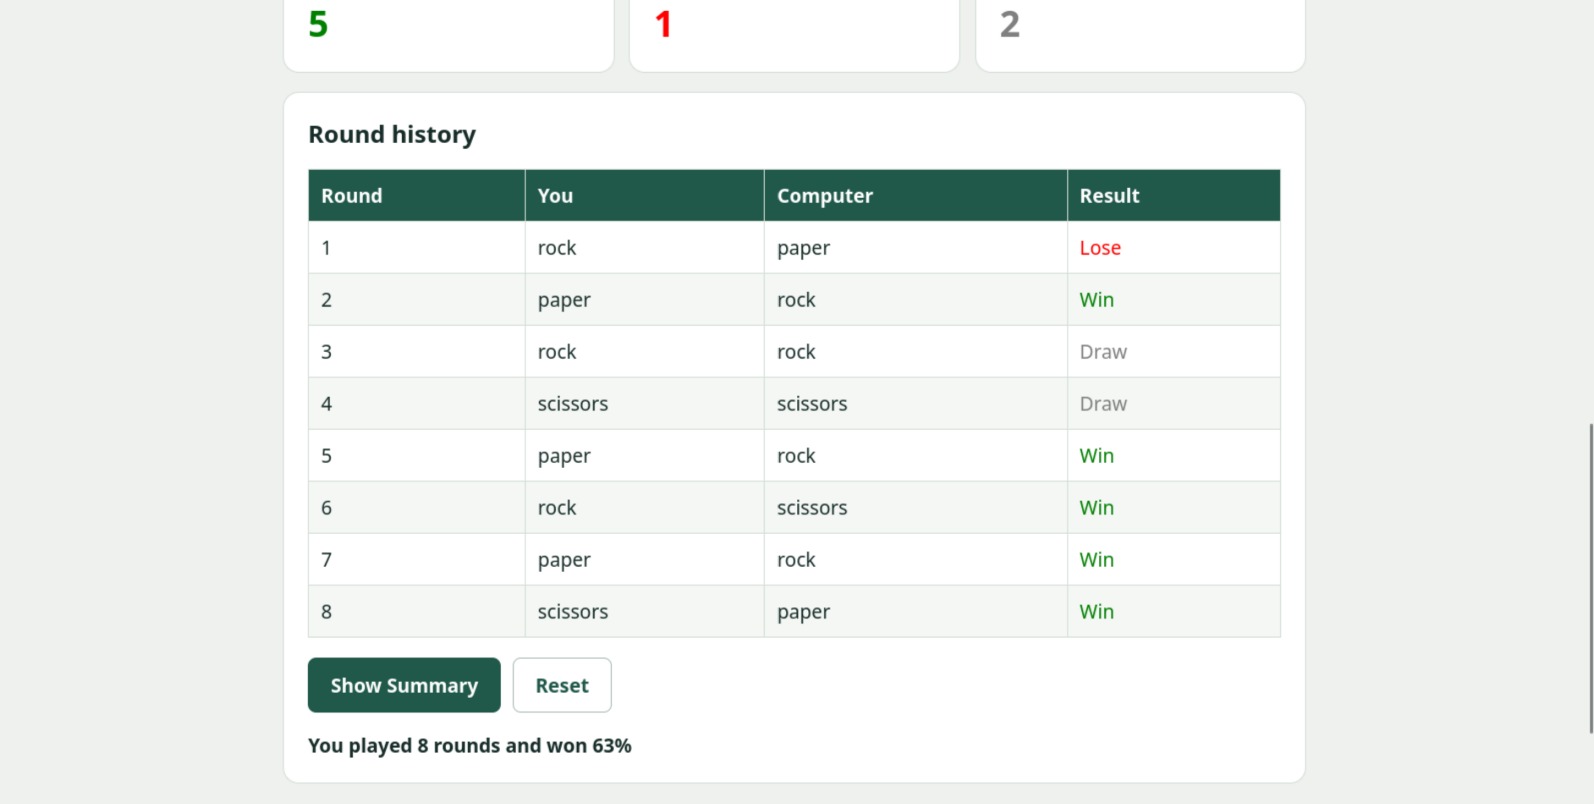 5 1 2
Round history
Round You Computer Result
1 rock paper Lose
2 paper rock Win
3 rock rock Draw
4 scissors scissors Draw
5 paper rock Win
6 rock scissors Win
7 paper rock Win
8 scissors paper Win
Show Summary Reset
You played 8 rounds and won 63%